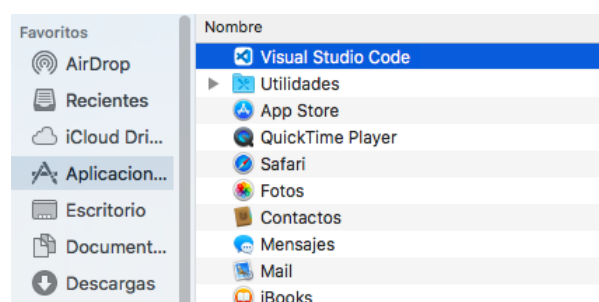 Favoritos
AirDrop
Recientes
iCloud Dri...
Aplicacion...
Escritorio
Document...
Descargas
Nombre
Visual Studio Code
Utilidades
App Store
QuickTime Player
Safari
Fotos
Contactos
Mensajes
Mail
iBooks